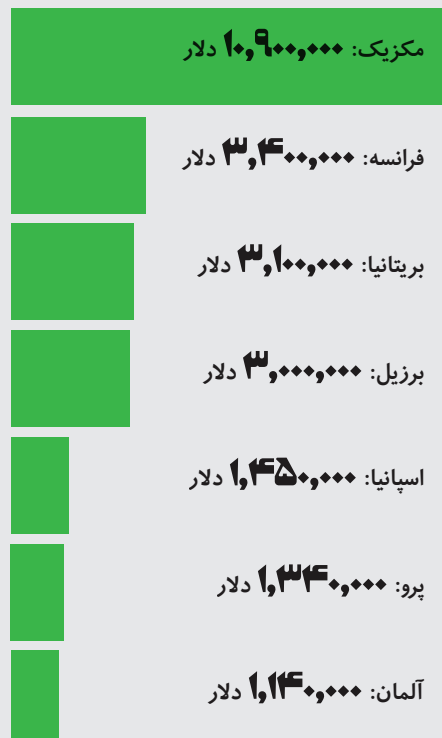 مکزیک: ۱۰,۹۰۰,۰۰۰ دلار
فرانسه: ۳,۴۰۰,۰۰۰ دلار
بریتانیا: ۳,۱۰۰,۰۰۰ دلار
برزیل: ۳,۰۰۰,۰۰۰ دلار
اسپانیا: ۱,۴۵۰,۰۰۰ دلار
پرو: ۱,۳۴۰,۰۰۰ دلار
آلمان: ۱,۱۴۰,۰۰۰ دلار